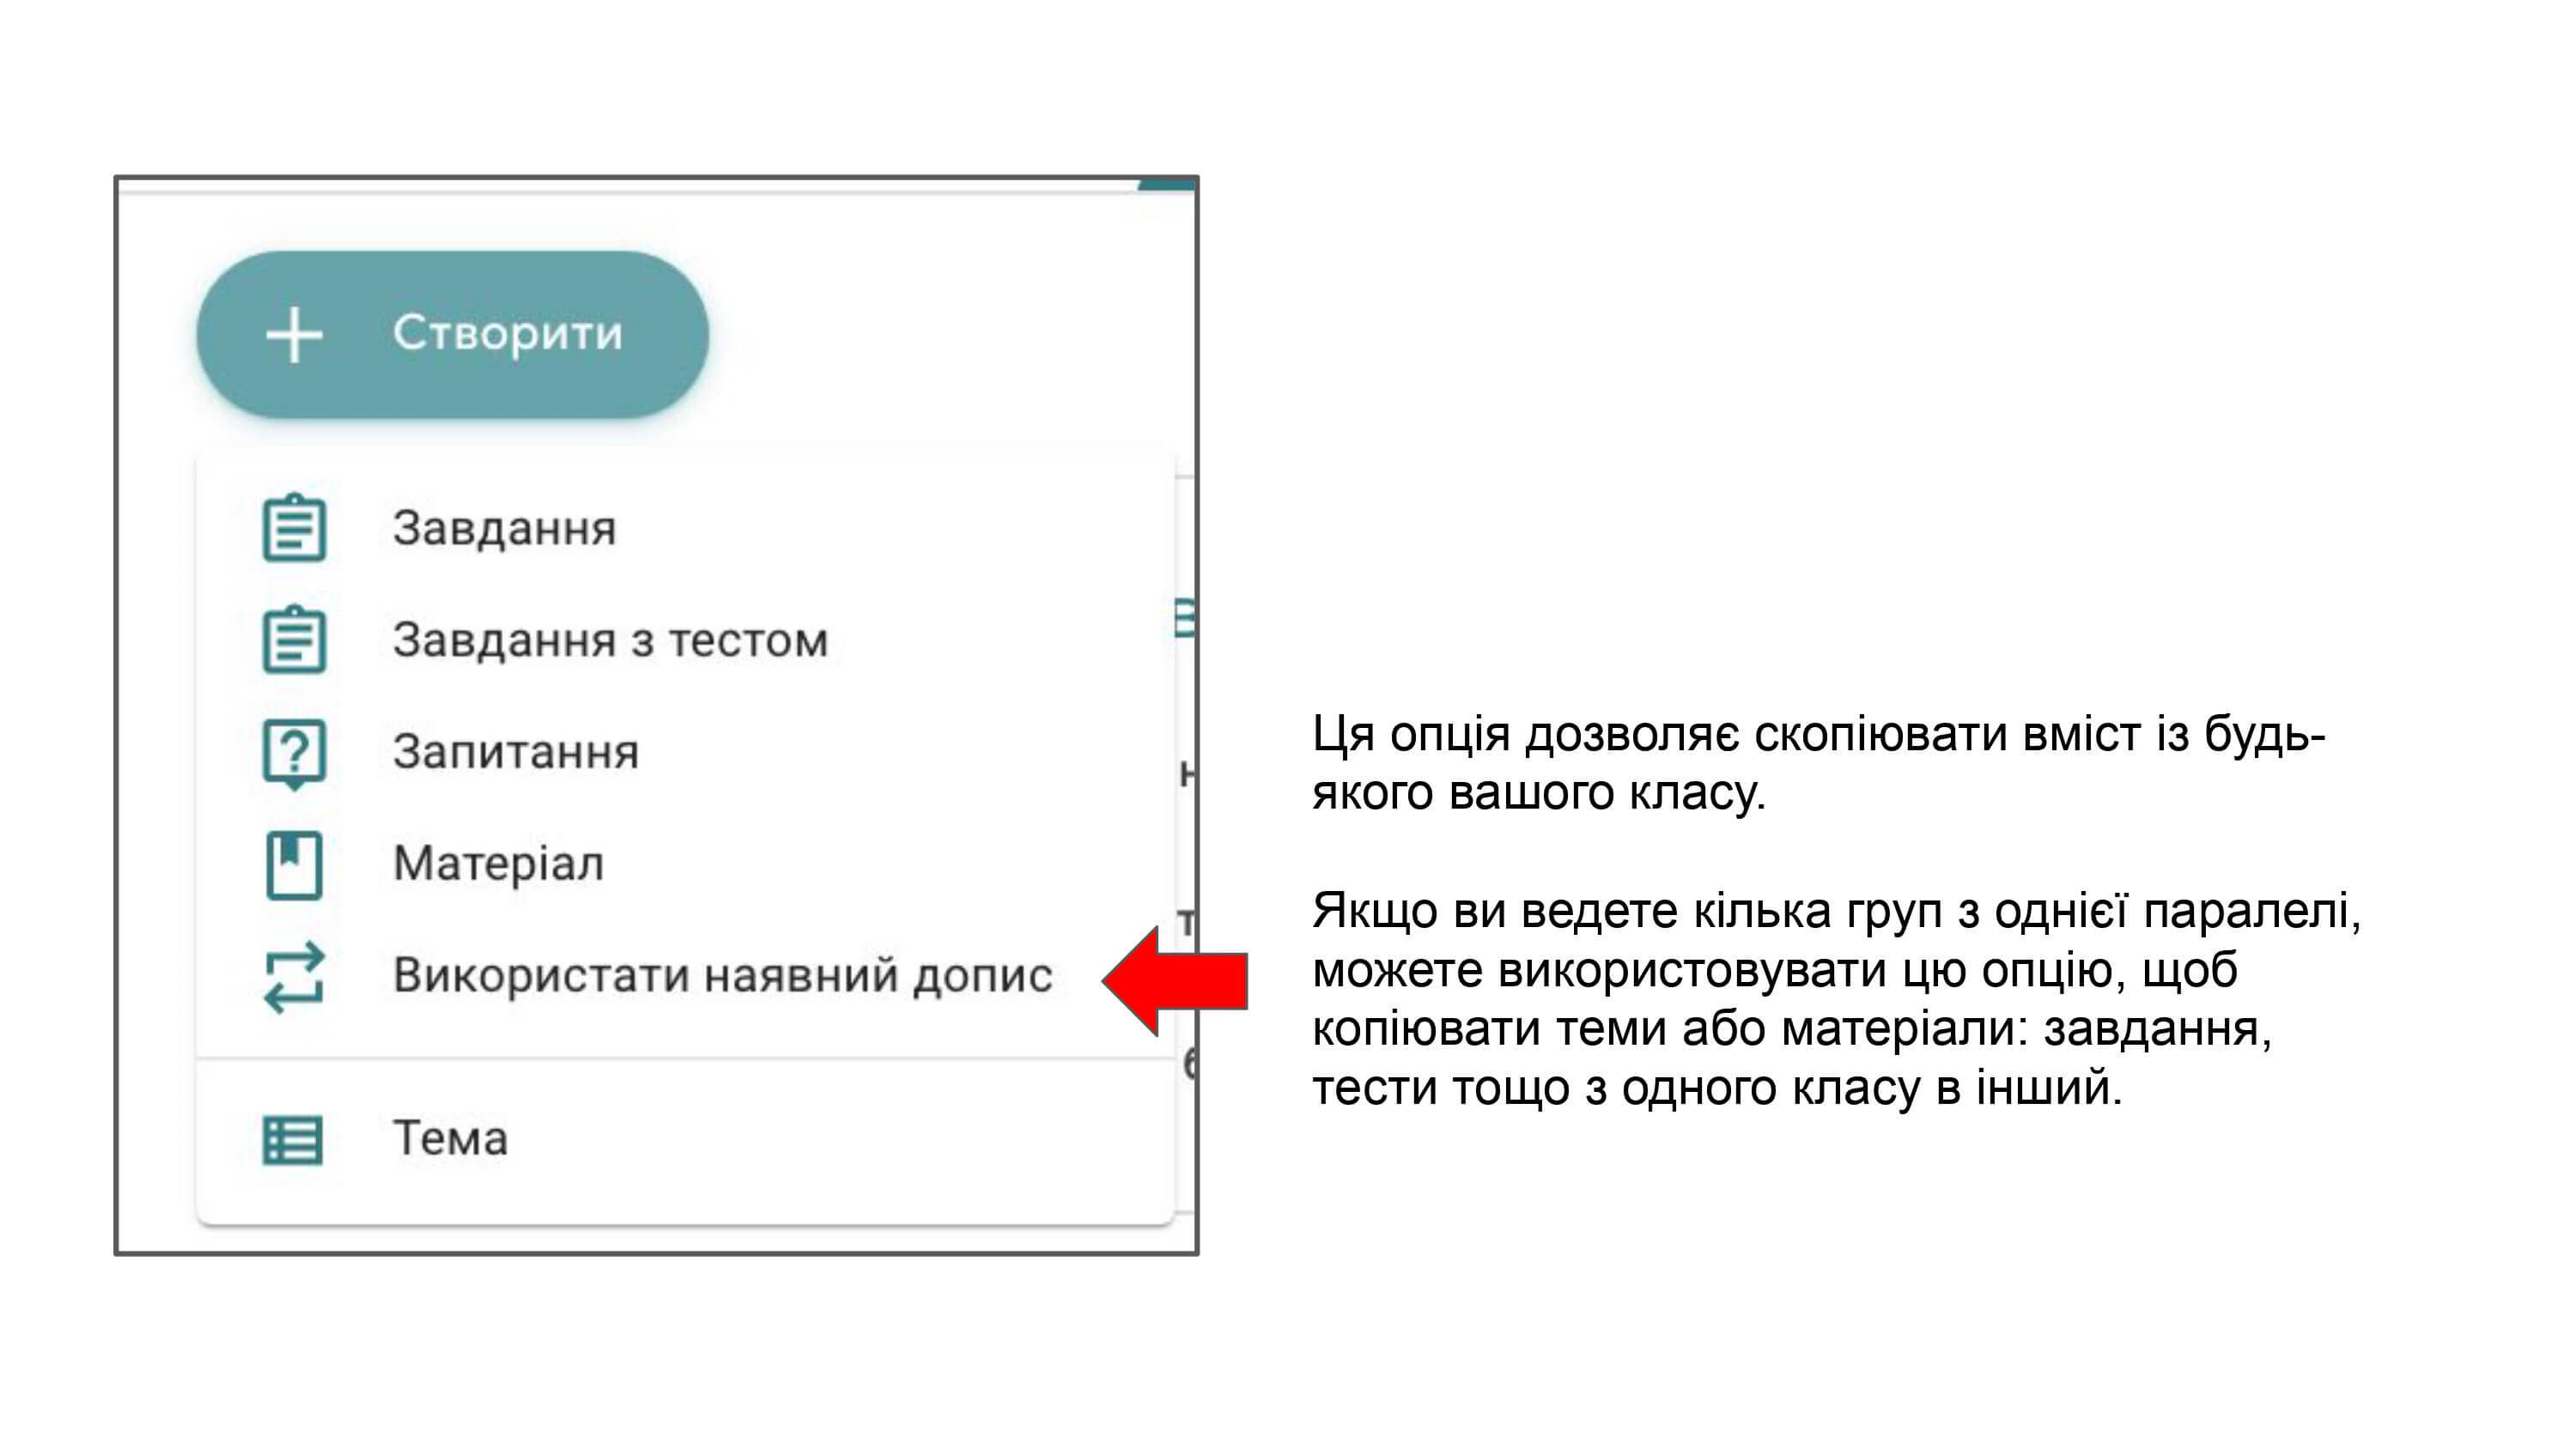 Створити
Завдання
Завдання з тестом
Запитання
Матеріал
Використати наявний допис
Тема
Ця опція дозволяє скопіювати вміст із будь-
якого вашого класу.
Якщо ви ведете кілька груп з однієї паралелі,
можете використовувати цю опцію, щоб
копіювати теми або матеріали: завдання,
тести тощо з одного класу в інший.